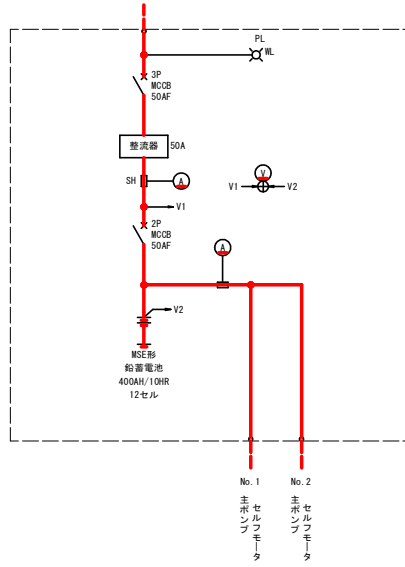 PL
WL
3P
MCCB
50AF
整流器
50A
SH
A
V
V1
V2
V1
2P
MCCB
50AF
A
V2
MSE形
鉛蓄電池
400AH/10HR
12セル
No.1
主ポンプ
セルフモータ
No.2
主ポンプ
セルフモータ